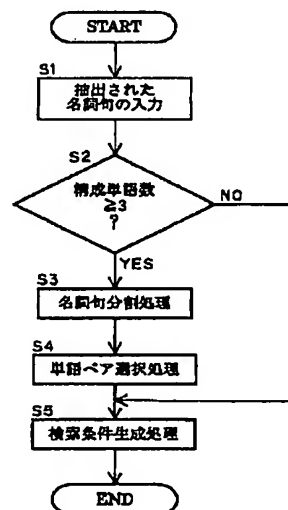 START
S1
抽出された
名詞句の入力
S2
構成単語数
≧3
?
NO
YES
S3
名詞句分割処理
S4
単語ペア選択処理
S5
検索条件生成処理
END